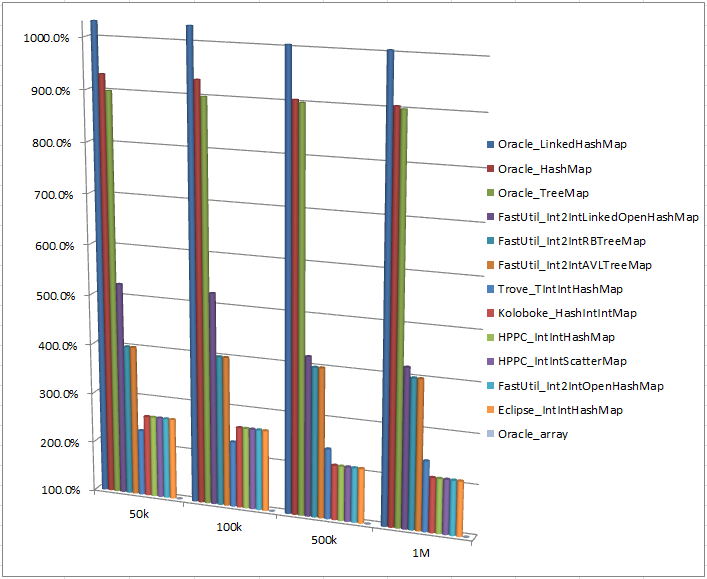 1000.0%
900.0%
800.0%
700.0%
600.0%
500.0%
400.0%
300.0%
200.0%
100.0%
50k
100k
500k
1M
Oracle_LinkedHashMap
Oracle_HashMap
Oracle_TreeMap
FastUtil_Int2IntLinkedOpenHashMap
FastUtil_Int2IntRBTreeMap
FastUtil_Int2IntAVLTreeMap
Trove_TIntIntHashMap
Koloboke_HashIntIntMap
HPPC_IntIntHashMap
HPPC_IntIntScatterMap
FastUtil_Int2IntOpenHashMap
Eclipse_IntIntHashMap
Oracle_array